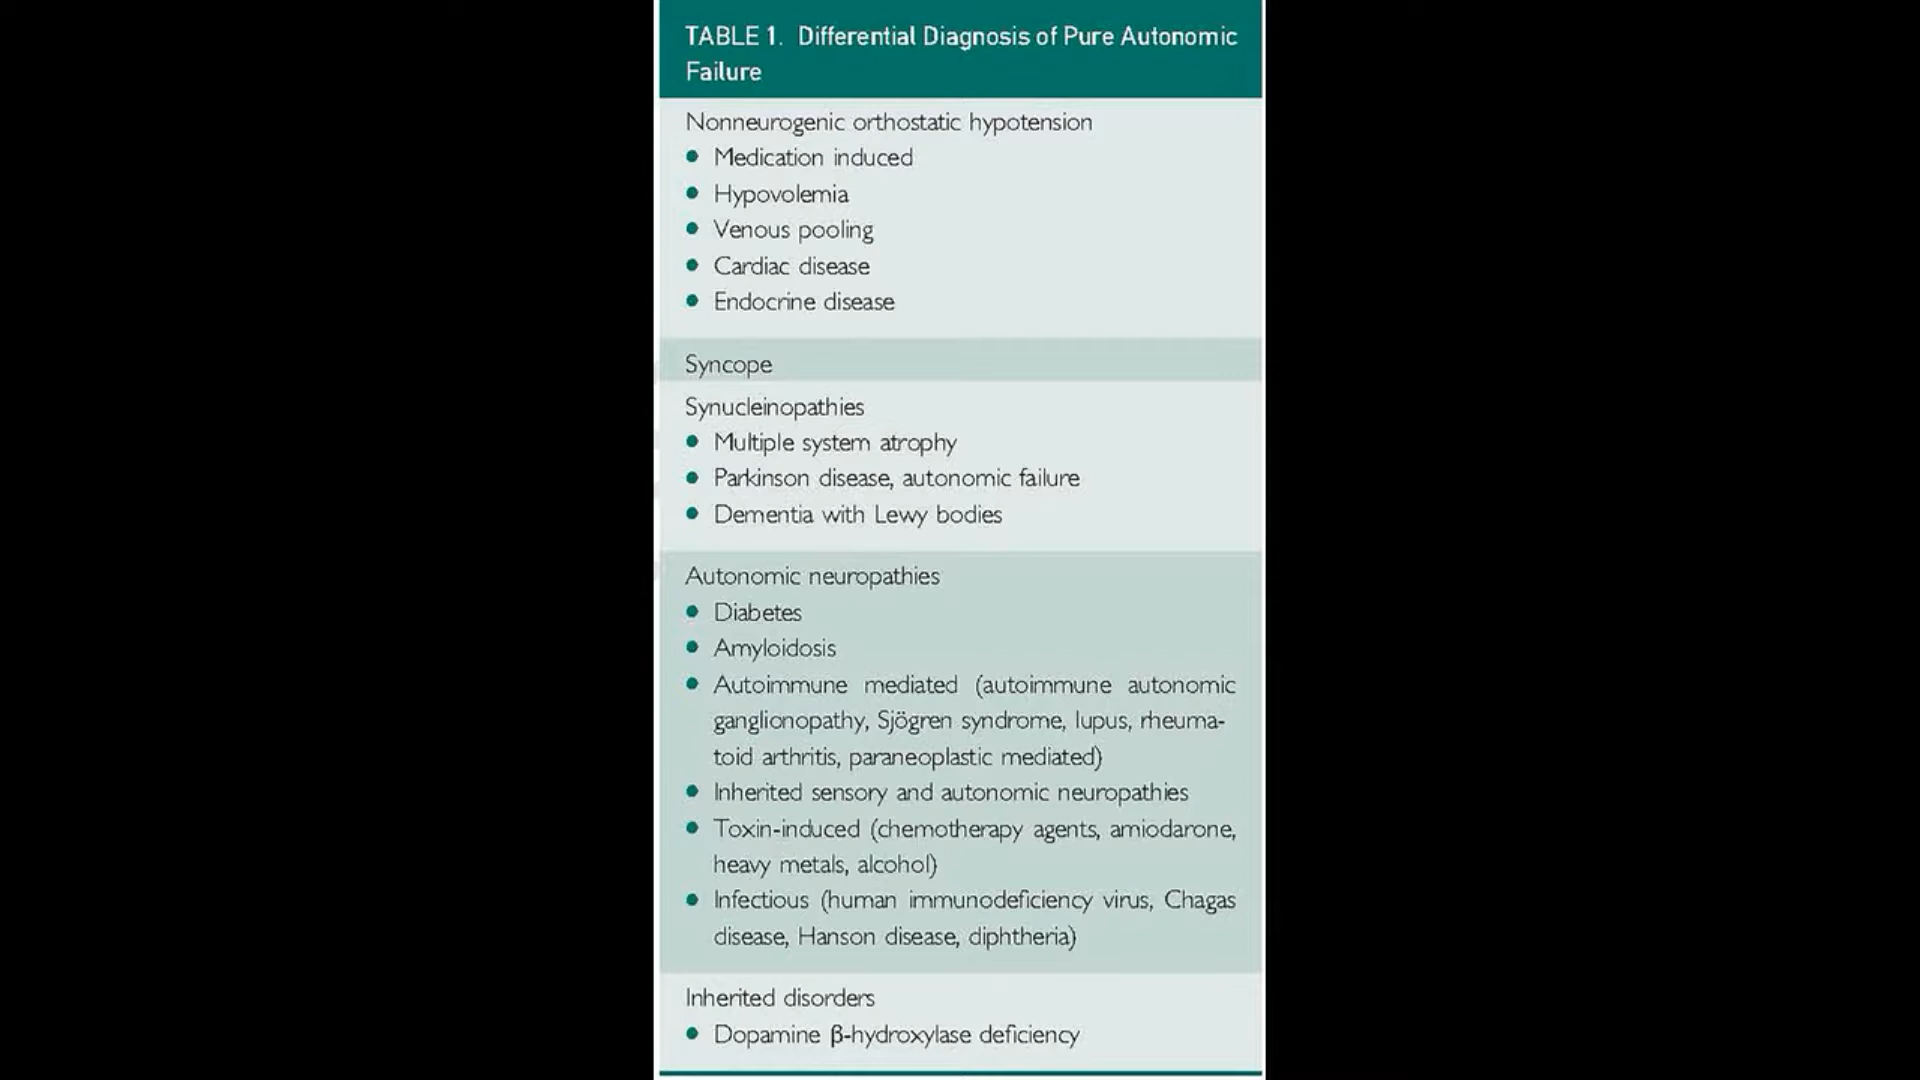 TABLE 1. Differential Diagnosis of Pure Autonomic
Failure
Nonneurogenic orthostatic hypotension
• Medication induced
• Hypovolemia
• Venous pooling
• Cardiac disease
• Endocrine disease
Syncope
Synucleinopathies
• Multiple system atrophy
• Parkinson disease, autonomic failure
• Dementia with Lewy bodies
Autonomic neuropathies
• Diabetes
• Amyloidosis
• Autoimmune mediated (autoimmune autonomic
ganglionopathy, Sjögren syndrome, lupus, rheuma-
toid arthritis, paraneoplastic mediated)
• Inherited sensory and autonomic neuropathies
• Toxin-induced (chemotherapy agents, amiodarone,
heavy metals, alcohol)
• Infectious (human immunodeficiency virus, Chagas
disease, Hanson disease, diphtheria)
Inherited disorders
• Dopamine β-hydroxylase deficiency